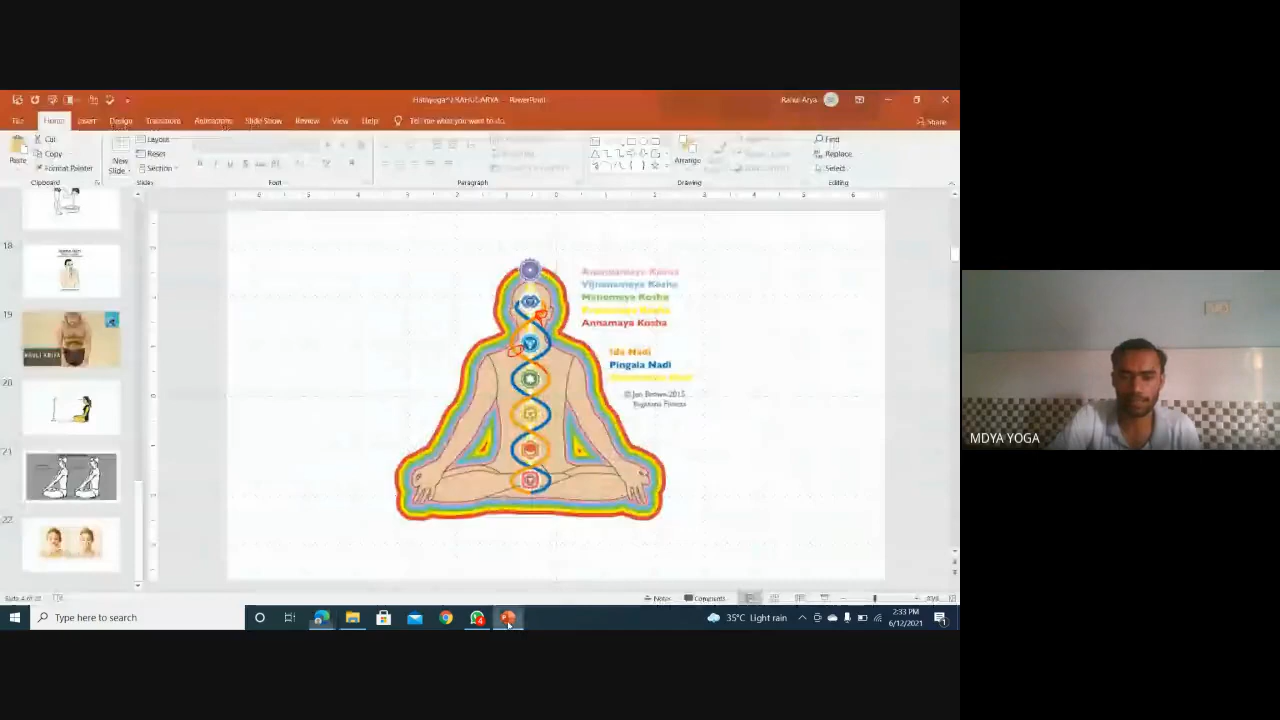 PowerPoint
Rahul Arya
File
Home
Insert
Design
Transitions
Animations
Slide Show
Review
View
Help
Tell me what you want to do
Share
Paste
Cut
Copy
Format Painter
Clipboard
New
Slide
Layout
Reset
Section
Slides
Font
Paragraph
Arrange
Drawing
Find
Replace
Select
Editing
18
19
20
21
22
Vijnanamaya Kosha
Manamaya Kosha
Annamaya Kosha
Ida Nadi
Pingala Nadi
Notes
Comments
Type here to search
4
35°C Light rain
2:33 PM
6/12/2021
1
MDYA YOGA